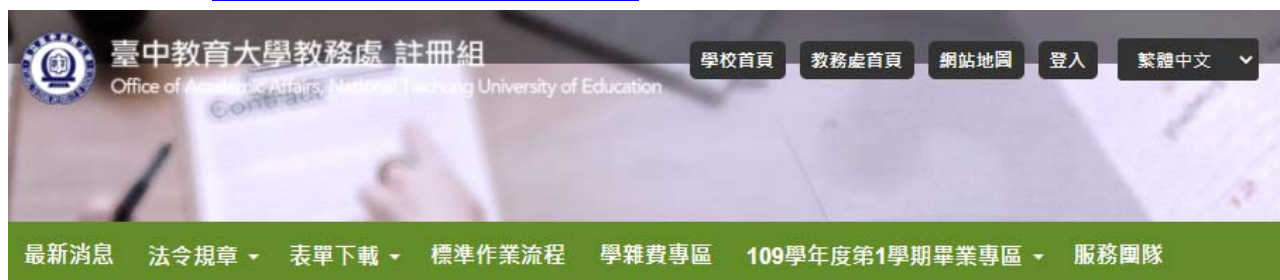 臺中教育大學教務處 註冊組
Office of Academic Affairs, National Taichung University of Education
學校首頁 教務處首頁 網站地圖 登入 繁體中文
Contract
最新消息 法令規章 表單下載 標準作業流程 學雜費專區 109學年度第1學期畢業專區 服務團隊